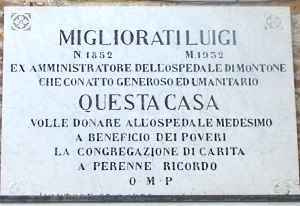 MIGLIORATI LUIGI
N 1852 M 1932
EX AMMINISTRATORE DELL'OSPEDALE DI MONTONE
CHE CON ATTO GENEROSO ED UMANITARIO
QUESTA CASA
VOLLE DONARE ALL'OSPEDALE MEDESIMO
A BENEFICIO DEI POVERI
LA CONGREGAZIONE DI CARITA
A PERENNE RICORDO
O-M-P